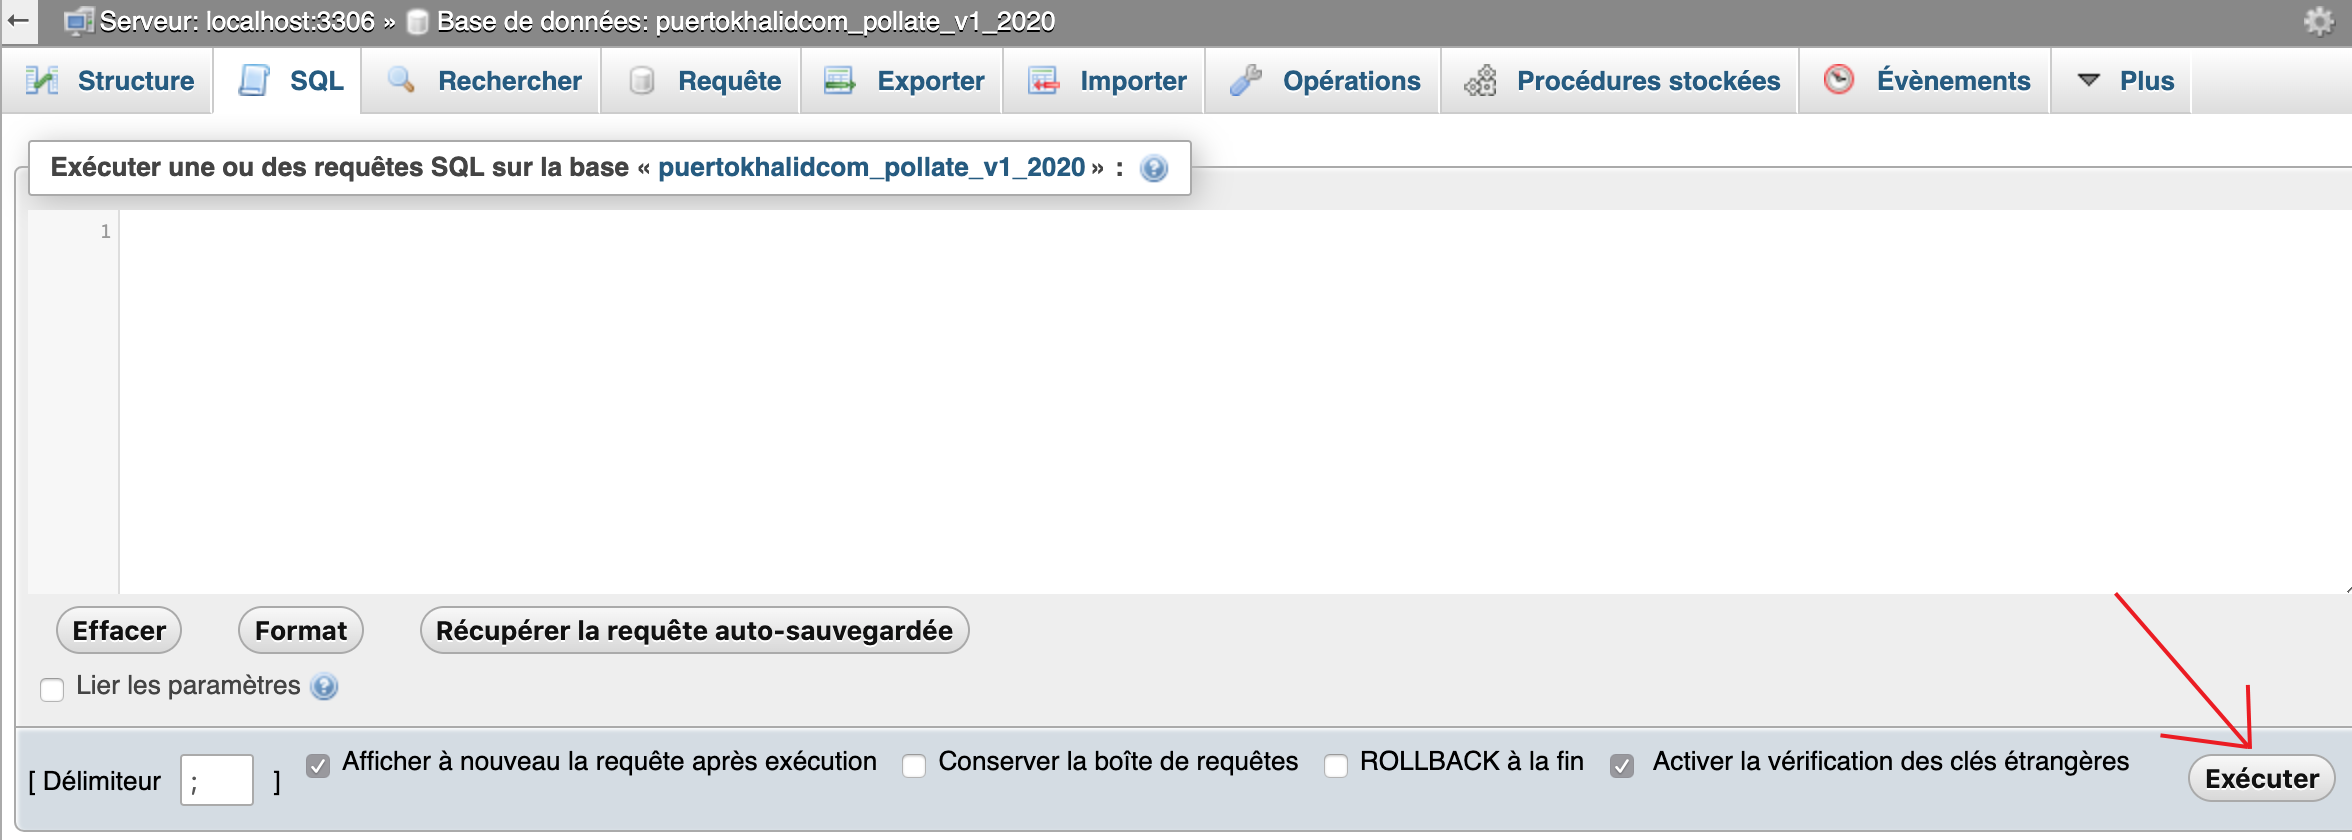 Serveur: localhost:3306 » Base de données: puertokhalidcom_pollate_v1_2020
Structure SQL Rechercher Requête Exporter Importer Opérations Procédures stockées Évènements Plus
Exécuter une ou des requêtes SQL sur la base « puertokhalidcom_pollate_v1_2020 » :
1
Effacer Format Récupérer la requête auto-sauvegardée
Lier les paramètres
[ Délimiteur ; ] Afficher à nouveau la requête après exécution Conserver la boîte de requêtes ROLLBACK à la fin Activer la vérification des clés étrangères Exécuter